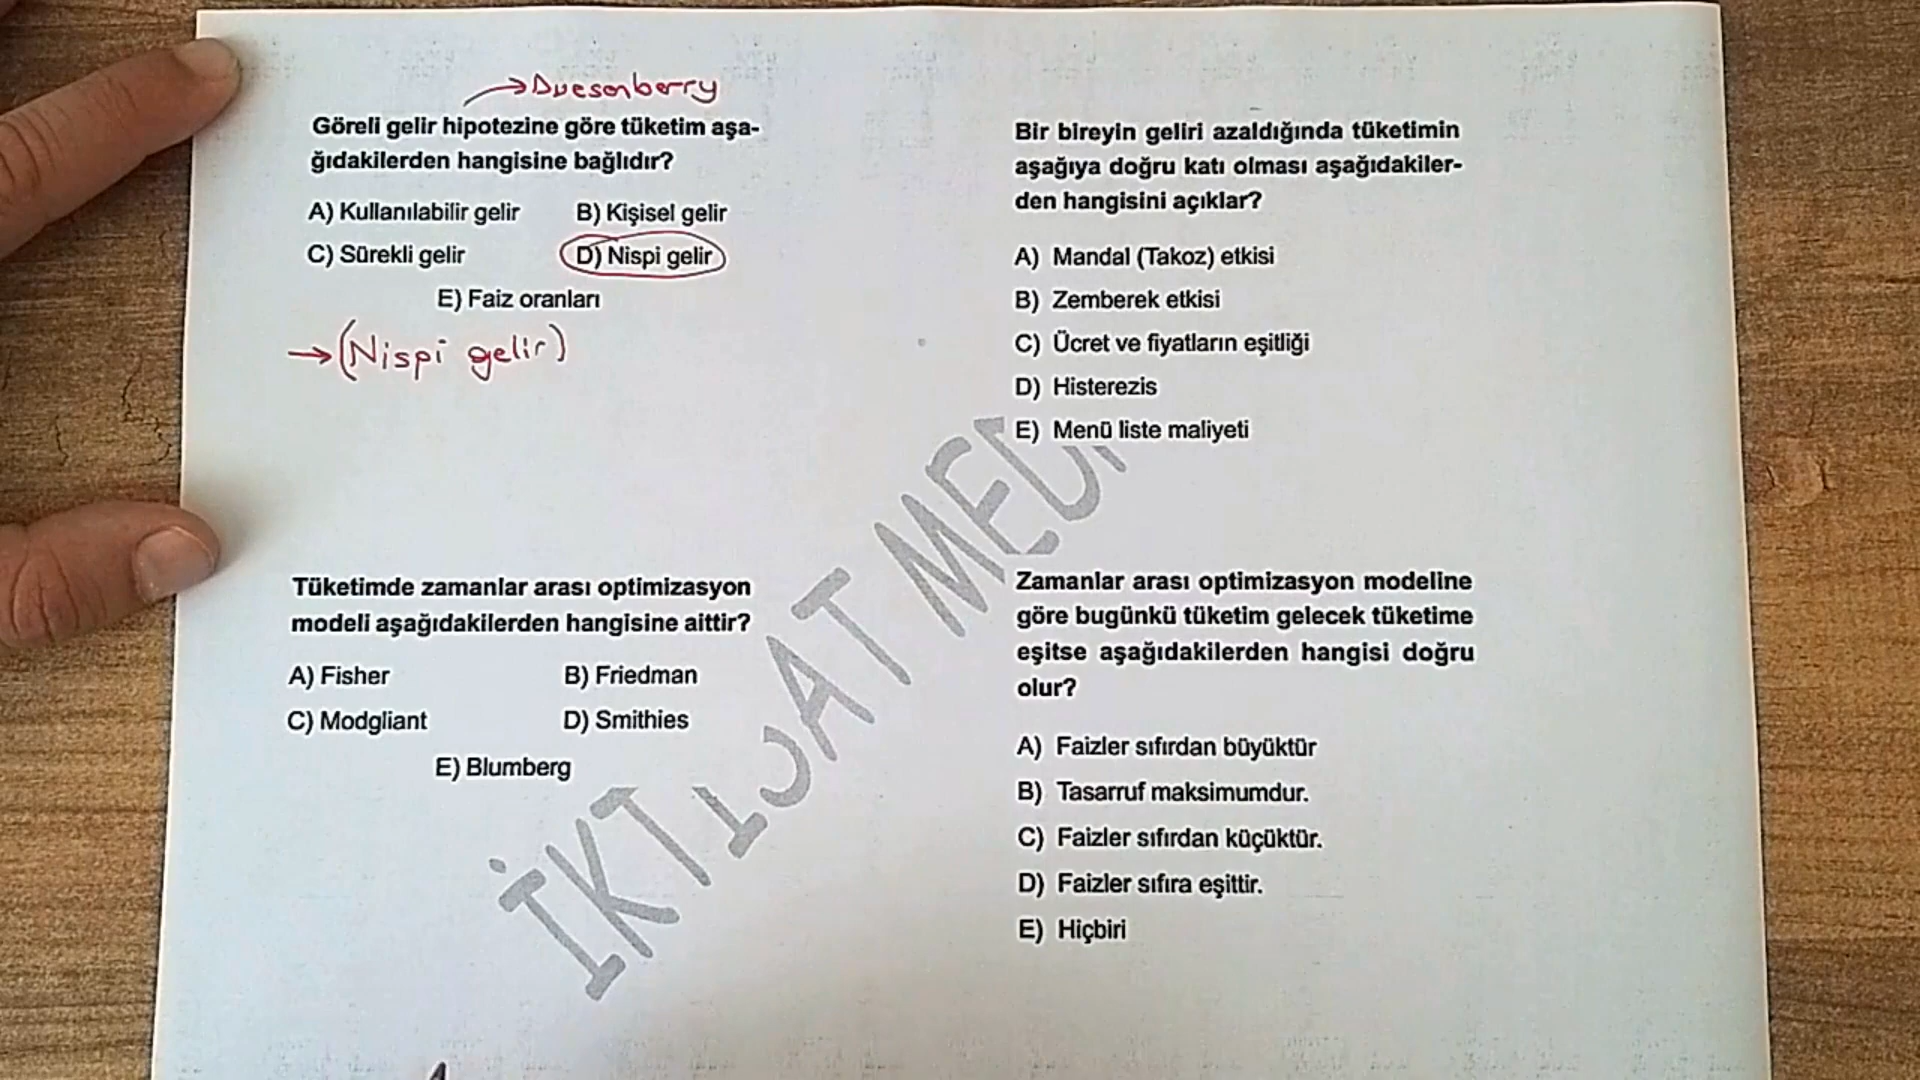 →Duesenberry
Göreli gelir hipotezine göre tüketim aşa-
ğıdakilerden hangisine bağlıdır?
A) Kullanılabilir gelir B) Kişisel gelir
C) Sürekli gelir D) Nispi gelir
E) Faiz oranları
→(Nispi gelir)
Tüketimde zamanlar arası optimizasyon
modeli aşağıdakilerden hangisine aittir?
A) Fisher B) Friedman
C) Modgliant D) Smithies
E) Blumberg
Bir bireyin geliri azaldığında tüketimin
aşağıya doğru katı olması aşağıdakiler-
den hangisini açıklar?
A) Mandal (Takoz) etkisi
B) Zemberek etkisi
C) Ücret ve fiyatların eşitliği
D) Histerezis
E) Menü liste maliyeti
Zamanlar arası optimizasyon modeline
göre bugünkü tüketim gelecek tüketime
eşitse aşağıdakilerden hangisi doğru
olur?
A) Faizler sıfırdan büyüktür
B) Tasarruf maksimumdur.
C) Faizler sıfırdan küçüktür.
D) Faizler sıfıra eşittir.
E) Hiçbiri